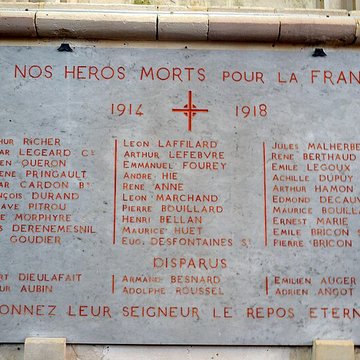 NOS HEROS MORTS POUR LA FRAN
1914 1918
HUR RICHER
AR LEGEARD C^L
EN QUERON
ENE PRINGAULT
AR CARDON B^R
NÇOIS DURAND
AVE PITROU
E MORPHYRE
S DERENEMESNIL
GOUDIER
LEON LAFFILARD
ARTHUR LEFEBVRE
EMMANUEL FOUREY
ANDRE HIE
RENE ANNE
LEON MARCHAND
PIERRE BOUILLARD
HENRI BELLAN
MAURICE HUET
EUG. DESFONTAINES S^T
JULES MALHERBE
RENE BERTHAUD
EMILE LEGOUX
ACHILLE DUPUY
ARTHUR HAMON
EDMOND DECAUV
MAURICE BOUILL
ERNEST MARIE
EMILE BRICON S
PIERRE BRICON
DISPARUS
RT DIEULAFAIT
UR AUBIN
ARMAND BESNARD
ADOLPHE ROUSSEL
EMILIEN AUGER
ADRIEN ANGOT
ONNEZ LEUR SEIGNEUR LE REPOS ETERN